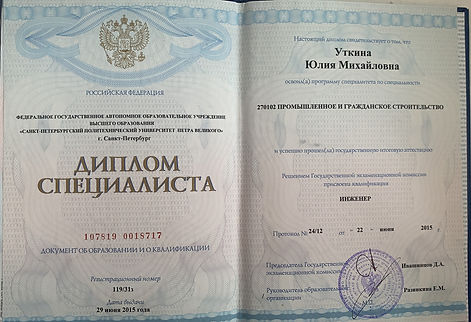 РОССИЙСКАЯ ФЕДЕРАЦИЯ
ФЕДЕРАЛЬНОЕ ГОСУДАРСТВЕННОЕ АВТОНОМНОЕ ОБРАЗОВАТЕЛЬНОЕ УЧРЕЖДЕНИЕ
ВЫСШЕГО ОБРАЗОВАНИЯ
«САНКТ-ПЕТЕРБУРГСКИЙ ПОЛИТЕХНИЧЕСКИЙ УНИВЕРСИТЕТ ПЕТРА ВЕЛИКОГО»
г. Санкт-Петербург
ДИПЛОМ
СПЕЦИАЛИСТА
107819 0018717
ДОКУМЕНТ ОБ ОБРАЗОВАНИИ И О КВАЛИФИКАЦИИ
Регистрационный номер
119/31з
Дата выдачи
29 июня 2015 года
Настоящий диплом свидетельствует о том, что
Уткина
Юлия Михайловна
освоил(а) программу специалитета по специальности
270102 ПРОМЫШЛЕННОЕ И ГРАЖДАНСКОЕ СТРОИТЕЛЬСТВО
и успешно прошел(ла) государственную итоговую аттестацию
Решением Государственной экзаменационной комиссии
присвоена квалификация
ИНЖЕНЕР
Протокол № 24/12 от - 22 - июня 2015 г
Председатель Государственной
экзаменационной комиссии Иванников Д.А.
Руководитель образовательной
организации Разинкина Е.М.